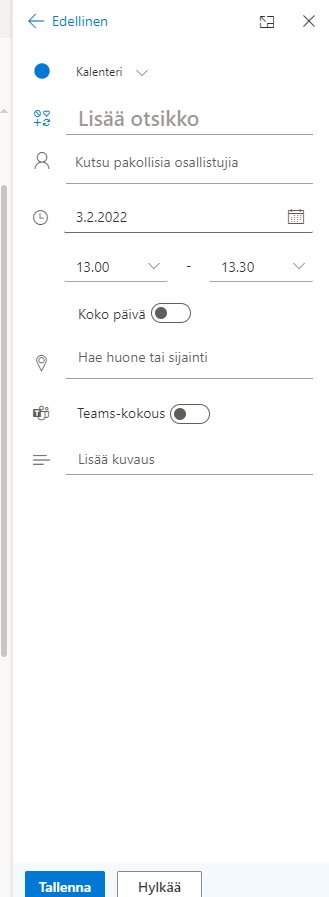 Edellinen
Kalenteri
Lisää otsikko
Kutsu pakollisia osallistujia
3.2.2022
13.00 - 13.30
Koko päivä
Hae huone tai sijainti
Teams-kokous
Lisää kuvaus
Tallenna Hylkää